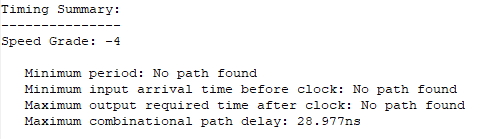 Timing Summary:
---------------
Speed Grade: -4
Minimum period: No path found
Minimum input arrival time before clock: No path found
Maximum output required time after clock: No path found
Maximum combinational path delay: 28.977ns